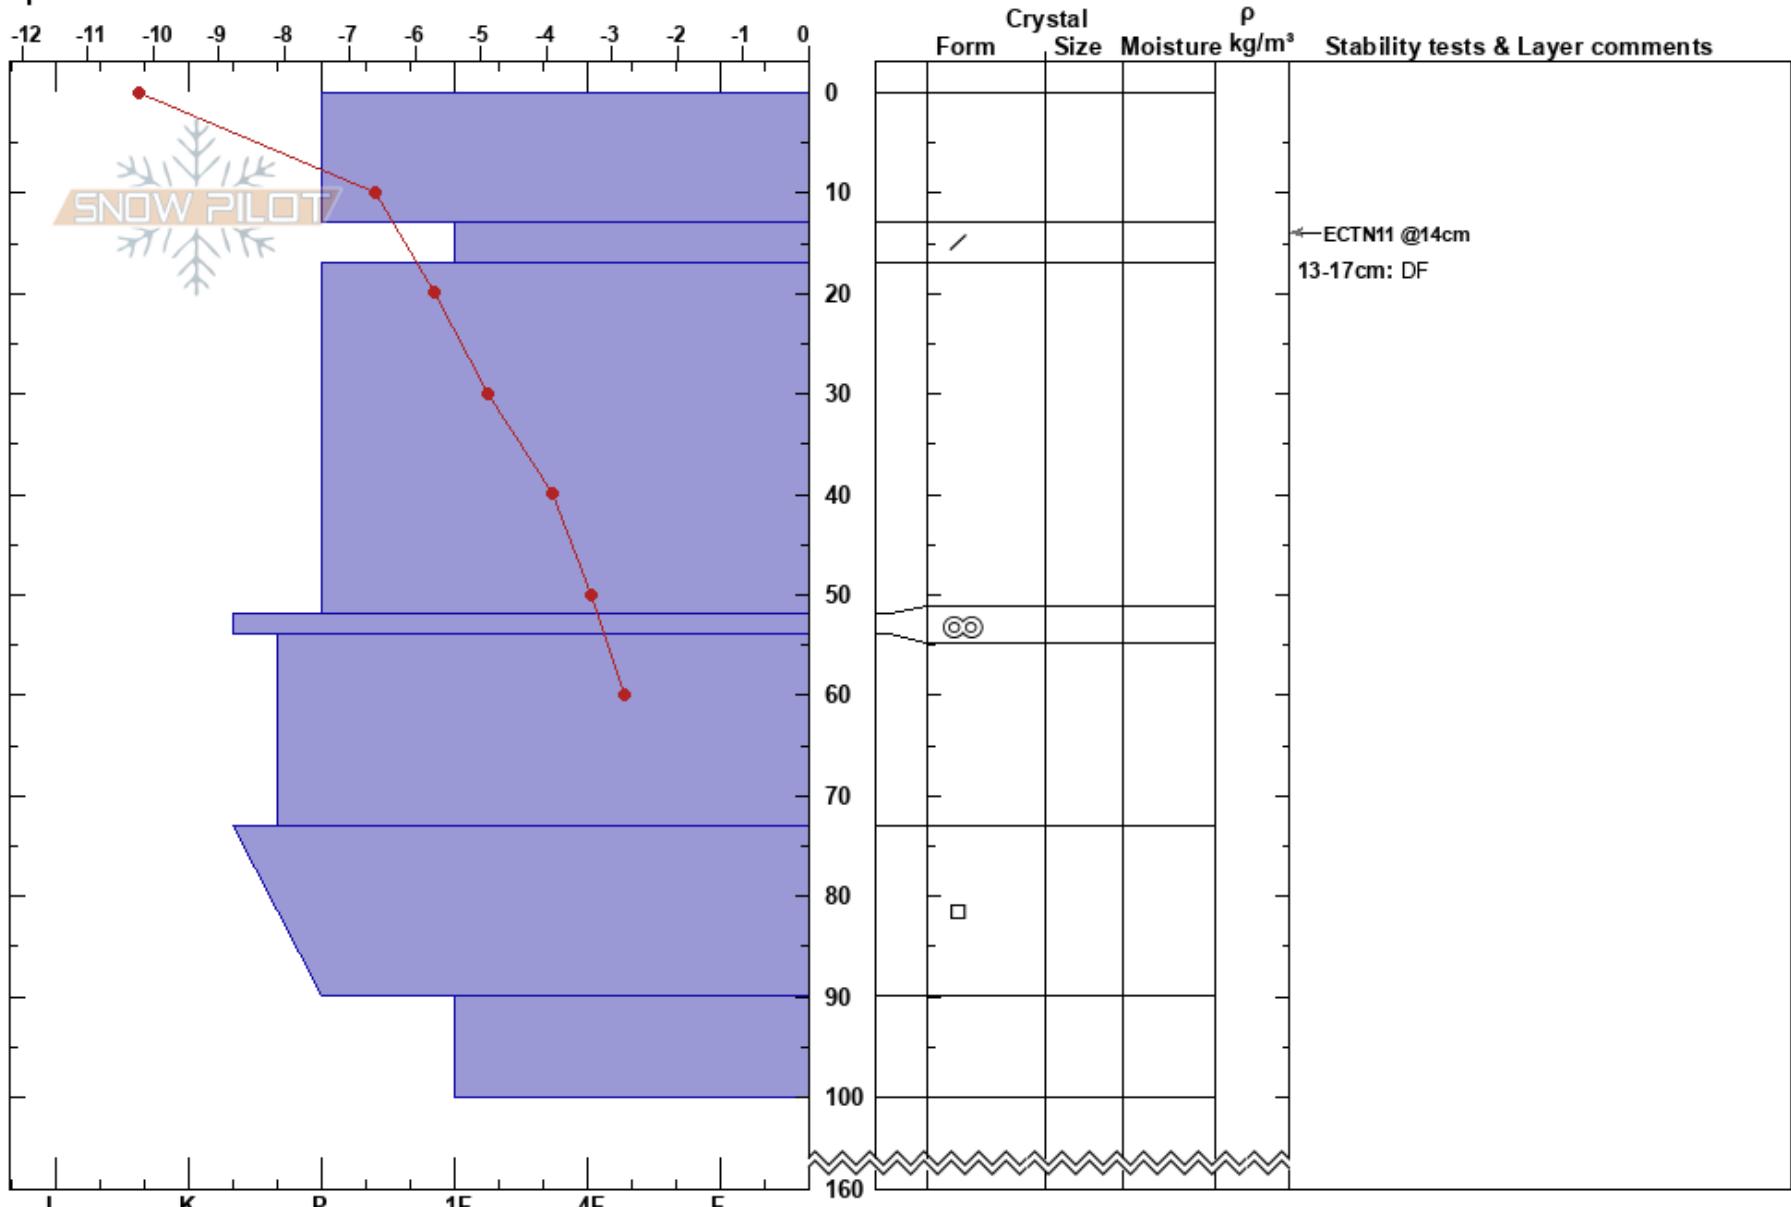 Crystal ρ
-12 -11 -10 -9 -8 -7 -6 -5 -4 -3 -2 -1 0 Form Size Moisture kg/m³ Stability tests & Layer comments
0
SNOW PILOT
10
ECTN11 @14cm
13-17cm: DF
20
30
40
50
60
70
80
90
100
160
I K P 1F 4F F